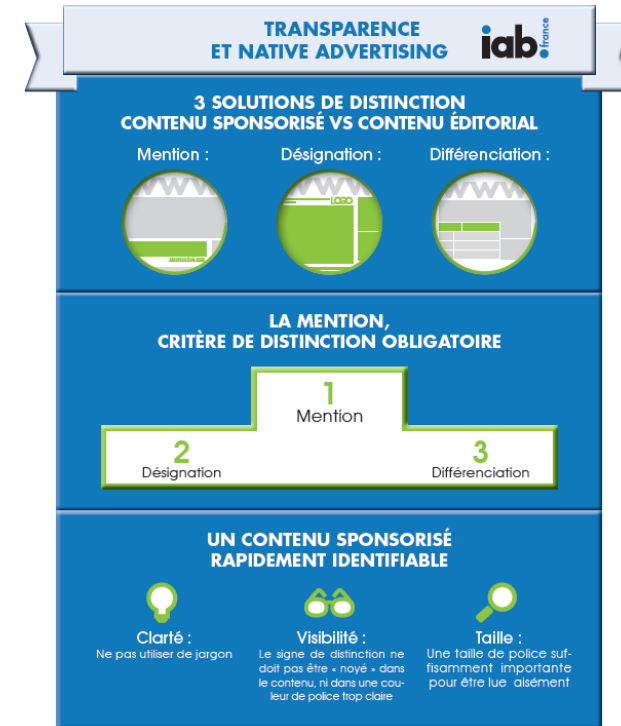 TRANSPARENCE
ET NATIVE ADVERTISING
iab france
3 SOLUTIONS DE DISTINCTION
CONTENU SPONSORISÉ VS CONTENU ÉDITORIAL
Mention :
Désignation :
Différenciation :
WWW
WWW
LOGO
WWW
LA MENTION,
CRITÈRE DE DISTINCTION OBLIGATOIRE
1
Mention
2
Désignation
3
Différenciation
UN CONTENU SPONSORISÉ
RAPIDEMENT IDENTIFIABLE
Clarté :
Ne pas utiliser de jargon
Visibilité :
Le signe de distinction ne
doit pas être « noyé » dans
le contenu, ni dans une cou-
leur de police trop claire
Taille :
Une taille de police suf-
fisamment importante
pour être lue aisément